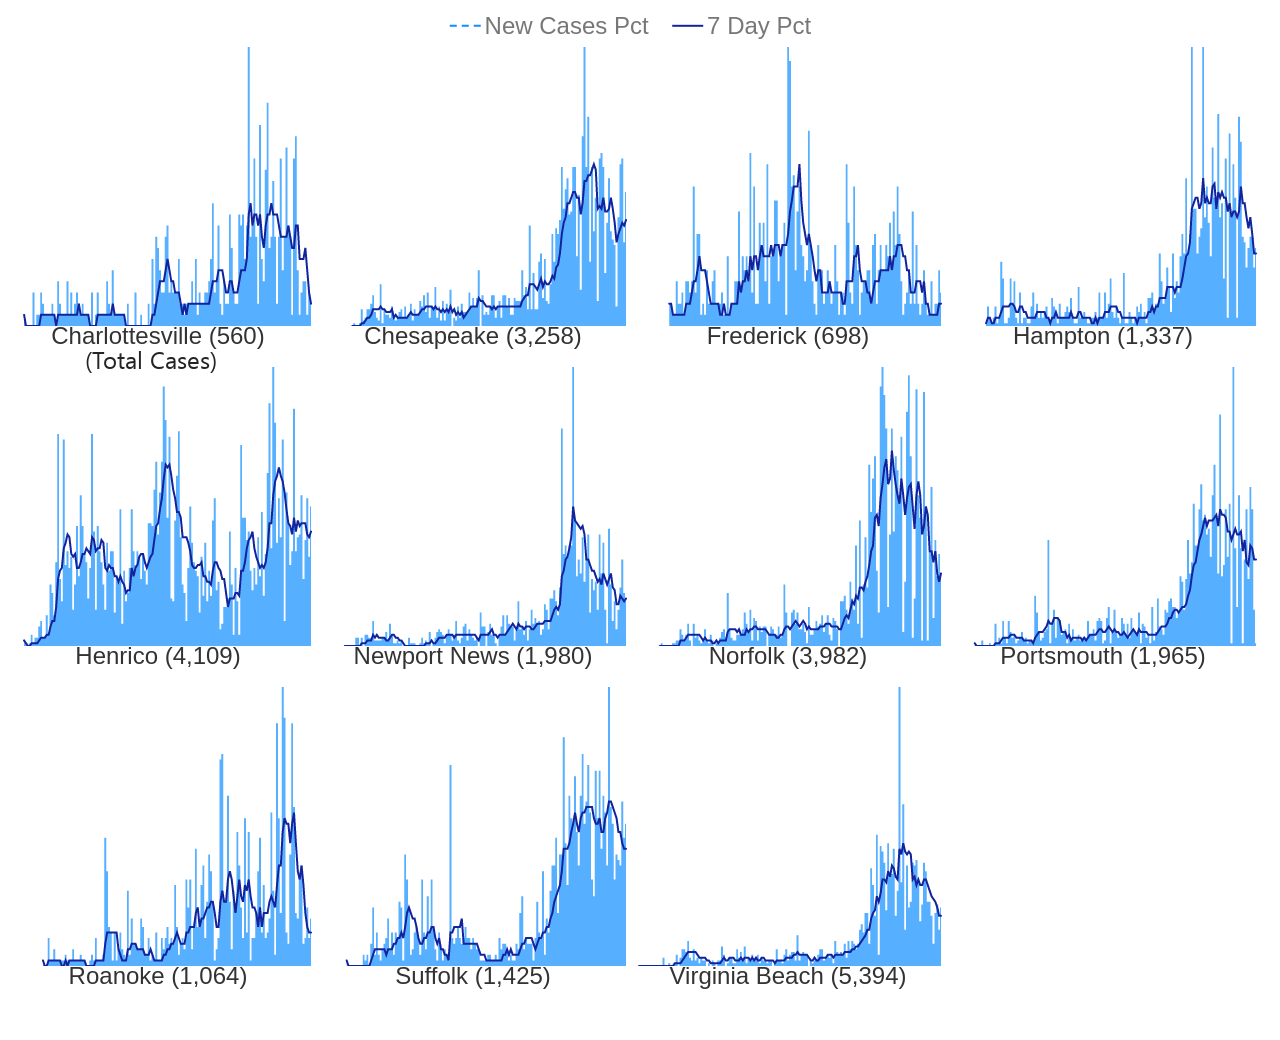 New Cases Pct 7 Day Pct
Charlottesville (560) Chesapeake (3,258) Frederick (698) Hampton (1,337)
(Total Cases)
Henrico (4,109) Newport News (1,980) Norfolk (3,982) Portsmouth (1,965)
Roanoke (1,064) Suffolk (1,425) Virginia Beach (5,394)